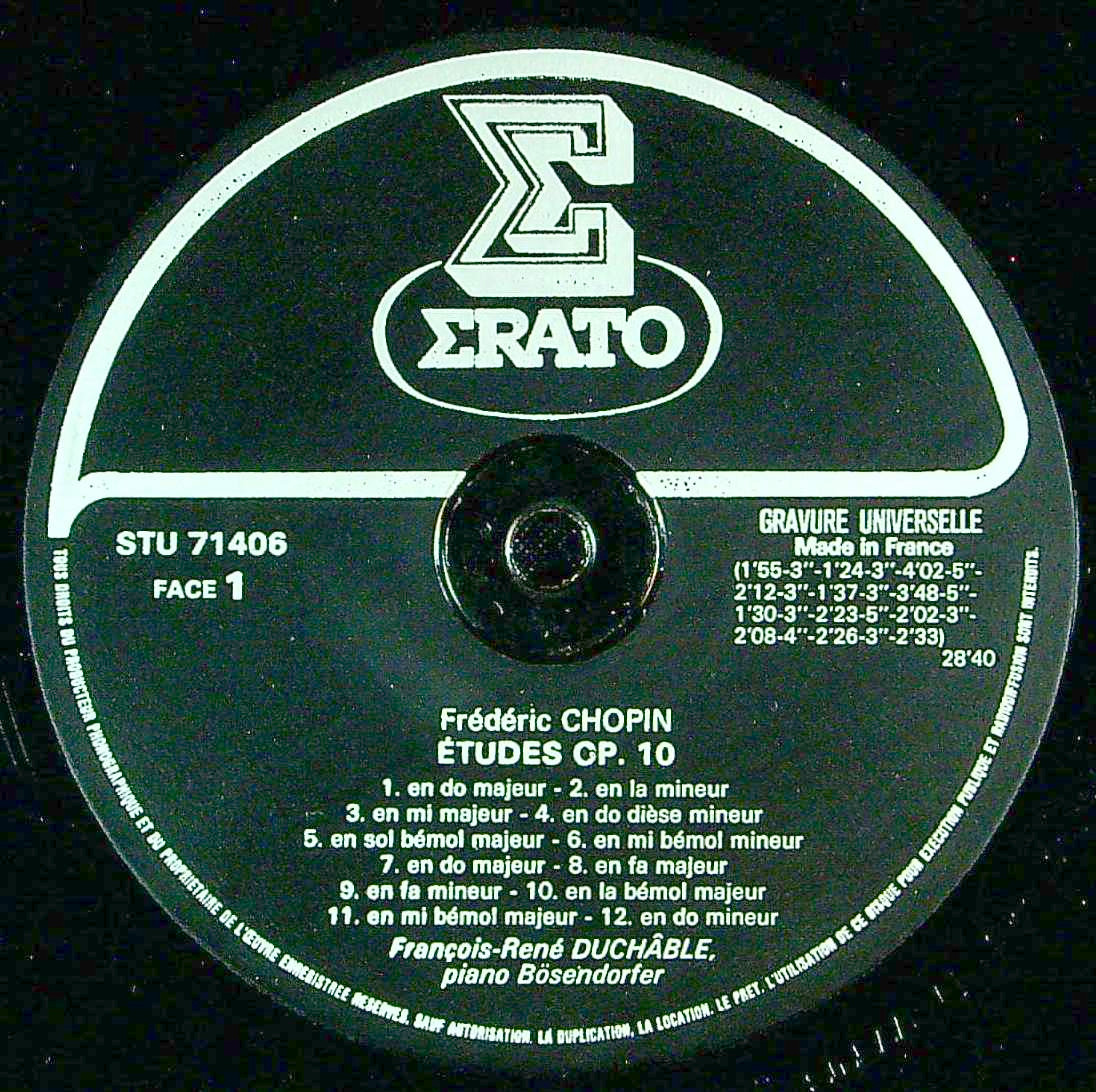 Σ
ΣRATO
STU 71406
FACE 1
GRAVURE UNIVERSELLE
Made in France
(1'55-3"-1'24-3"-4'02-5"-
2'12-3"-1'37-3"-3'48-5"-
1'30-3"-2'23-5"-2'02-3"-
2'08-4"-2'26-3"-2'33)
28'40
Frédéric CHOPIN
ÉTUDES OP. 10
1. en do majeur - 2. en la mineur
3. en mi majeur - 4. en do dièse mineur
5. en sol bémol majeur - 6. en mi bémol mineur
7. en do majeur - 8. en fa majeur
9. en fa mineur - 10. en la bémol majeur
11. en mi bémol majeur - 12. en do mineur
François-René DUCHÂBLE,
piano Bösendorfer
TOUS DROITS DU PRODUCTEUR PHONOGRAPHIQUE ET DU PROPRIETAIRE DE L'ŒUVRE ENREGISTREE RESERVES. SAUF AUTORISATION. LA DUPLICATION, LA LOCATION. LE PRET. L'UTILISATION DE CE DISQUE POUR EXECUTION PUBLIQUE ET RADIODIFFUSION SONT INTERDITS.